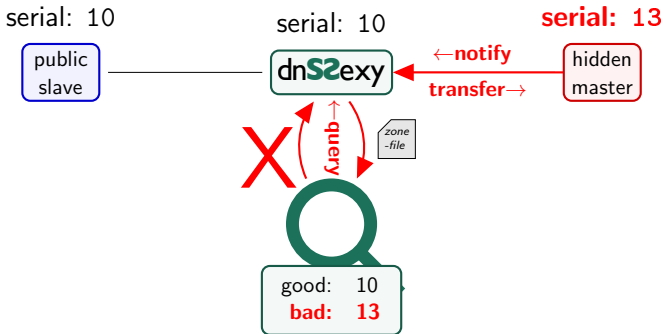 serial: 10
serial: 10
serial: 13
public
slave
dnSSexy
←notify
transfer→
hidden
master
X
←query
zone
-file
good: 10
bad: 13